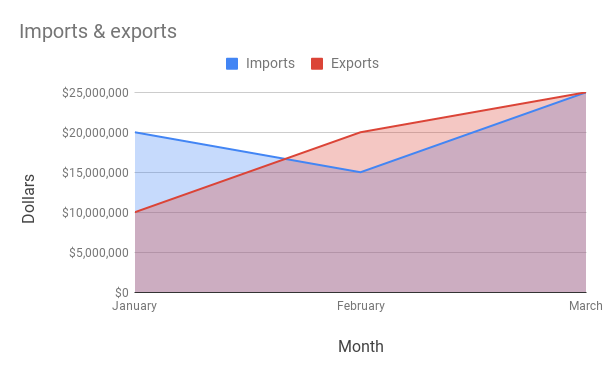 Imports & exports
Imports Exports
$25,000,000
$20,000,000
$15,000,000
$10,000,000
$5,000,000
$0
Dollars
January February March
Month